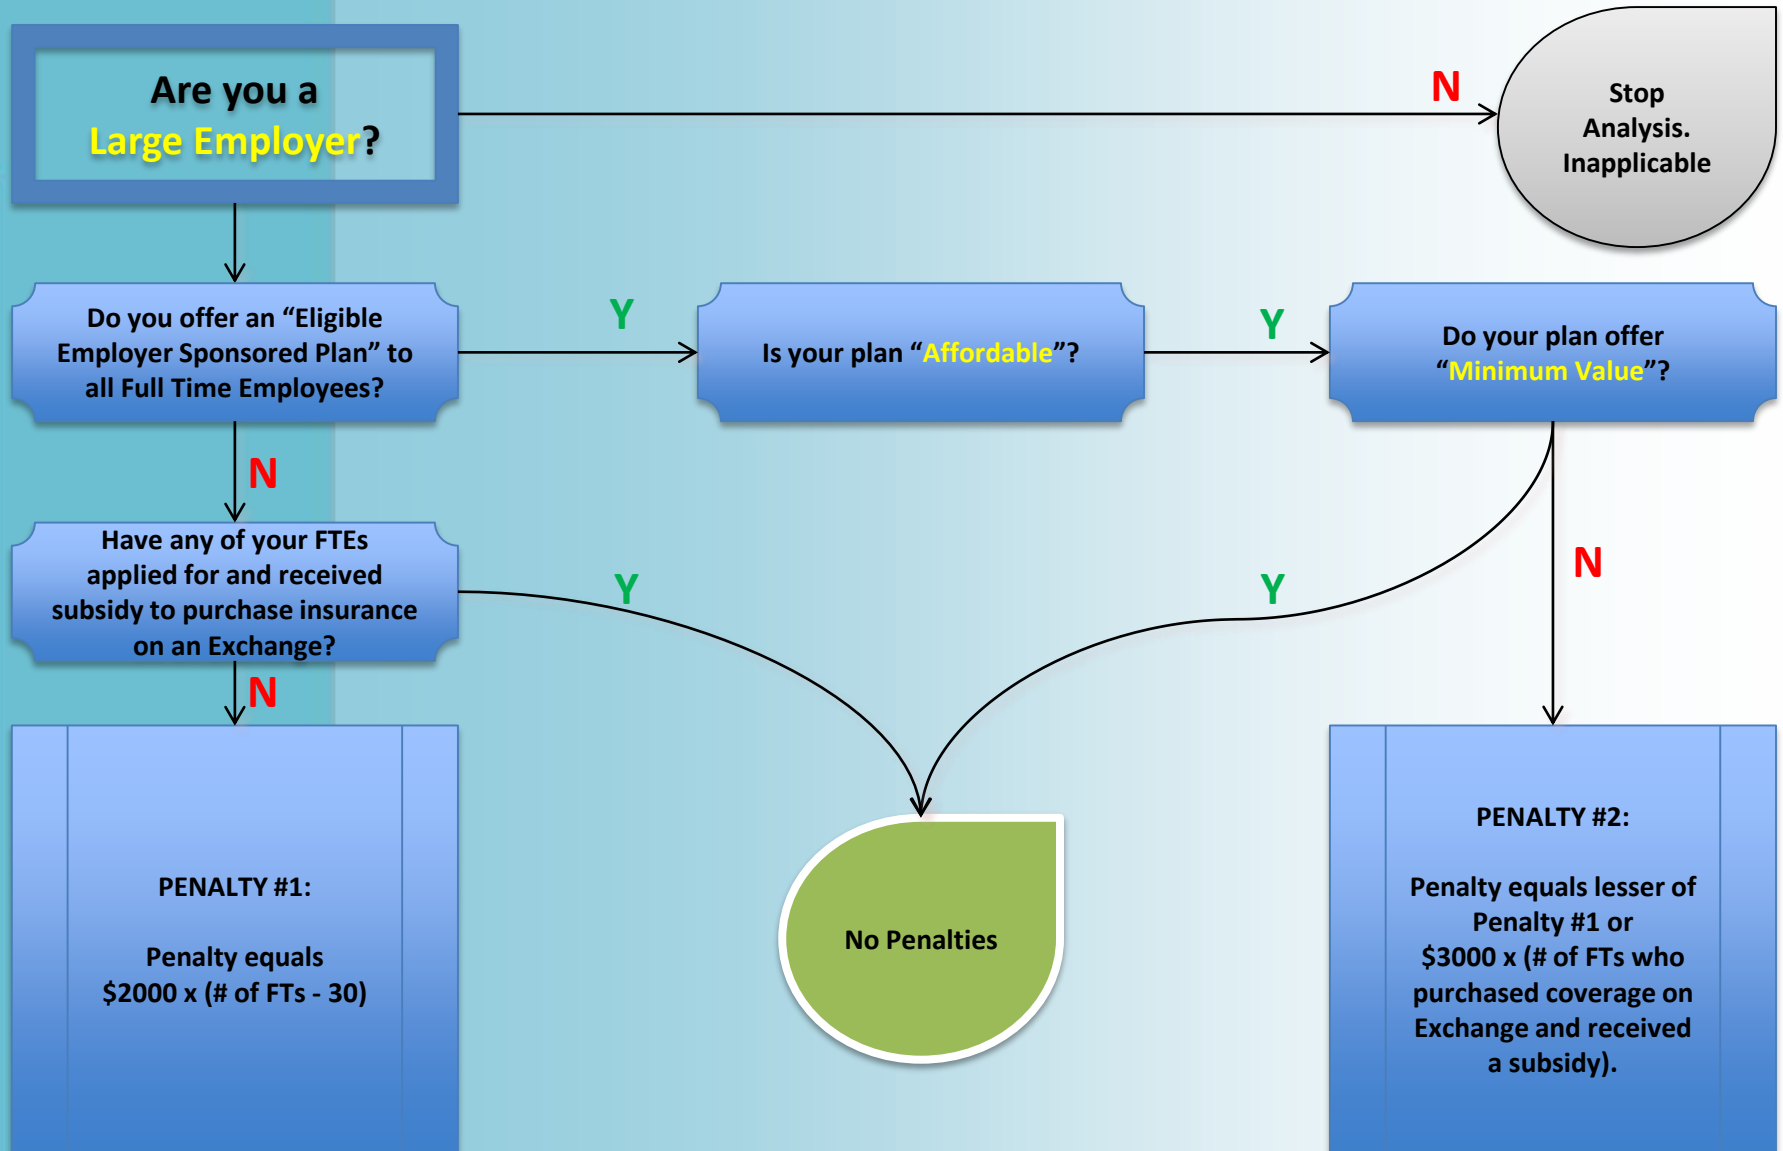 Are you a
Large Employer?
N
Stop
Analysis.
Inapplicable
Do you offer an “Eligible
Employer Sponsored Plan” to
all Full Time Employees?
Y
Is your plan “Affordable”?
Y
Do your plan offer
“Minimum Value”?
N
Have any of your FTEs
applied for and received
subsidy to purchase insurance
on an Exchange?
Y
Y
N
N
PENALTY #1:
Penalty equals
$2000 x (# of FTs - 30)
No Penalties
PENALTY #2:
Penalty equals lesser of
Penalty #1 or
$3000 x (# of FTs who
purchased coverage on
Exchange and received
a subsidy).